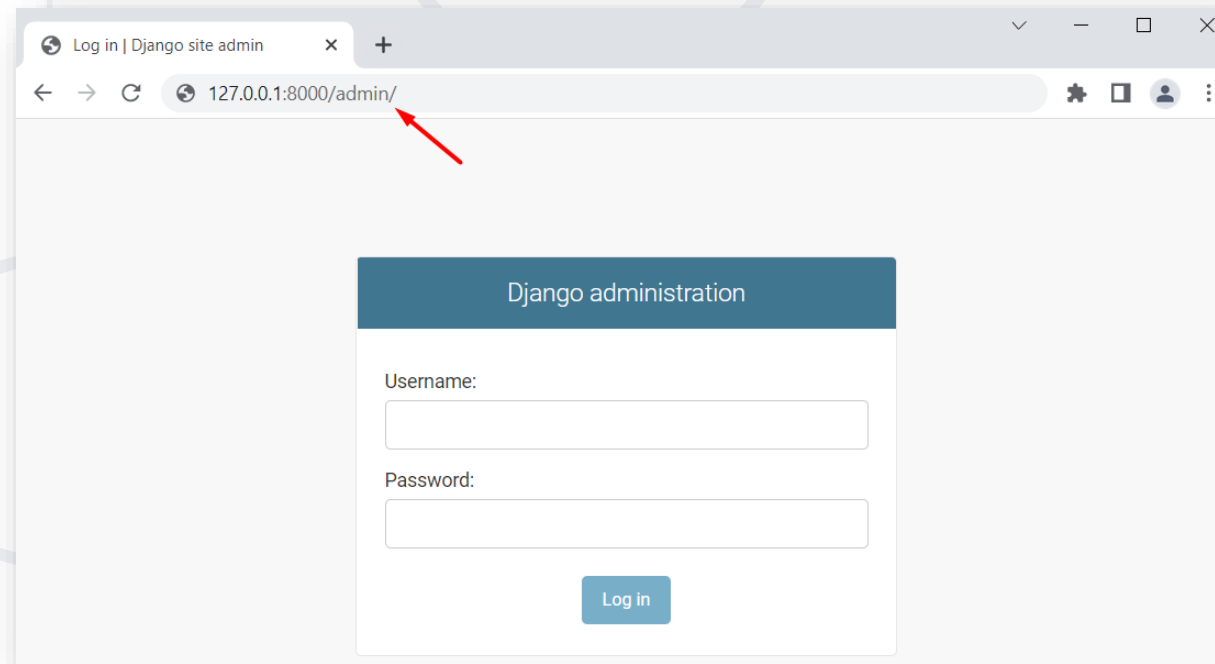 Log in | Django site admin
127.0.0.1:8000/admin/
Django administration
Username:
Password:
Log in